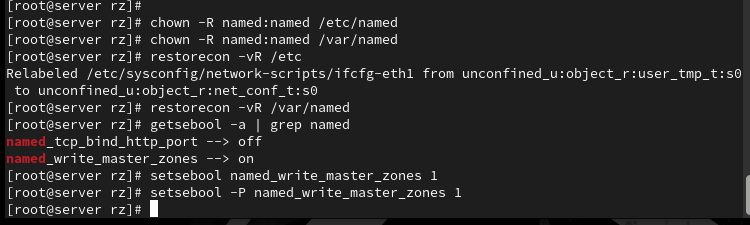 [root@server rz]#
[root@server rz]# chown -R named:named /etc/named
[root@server rz]# chown -R named:named /var/named
[root@server rz]# restorecon -vR /etc
Relabeled /etc/sysconfig/network-scripts/ifcfg-eth1 from unconfined_u:object_r:user_tmp_t:s0
 to unconfined_u:object_r:net_conf_t:s0
[root@server rz]# restorecon -vR /var/named
[root@server rz]# getsebool -a | grep named
named_tcp_bind_http_port --> off
named_write_master_zones --> on
[root@server rz]# setsebool named_write_master_zones 1
[root@server rz]# setsebool -P named_write_master_zones 1
[root@server rz]#